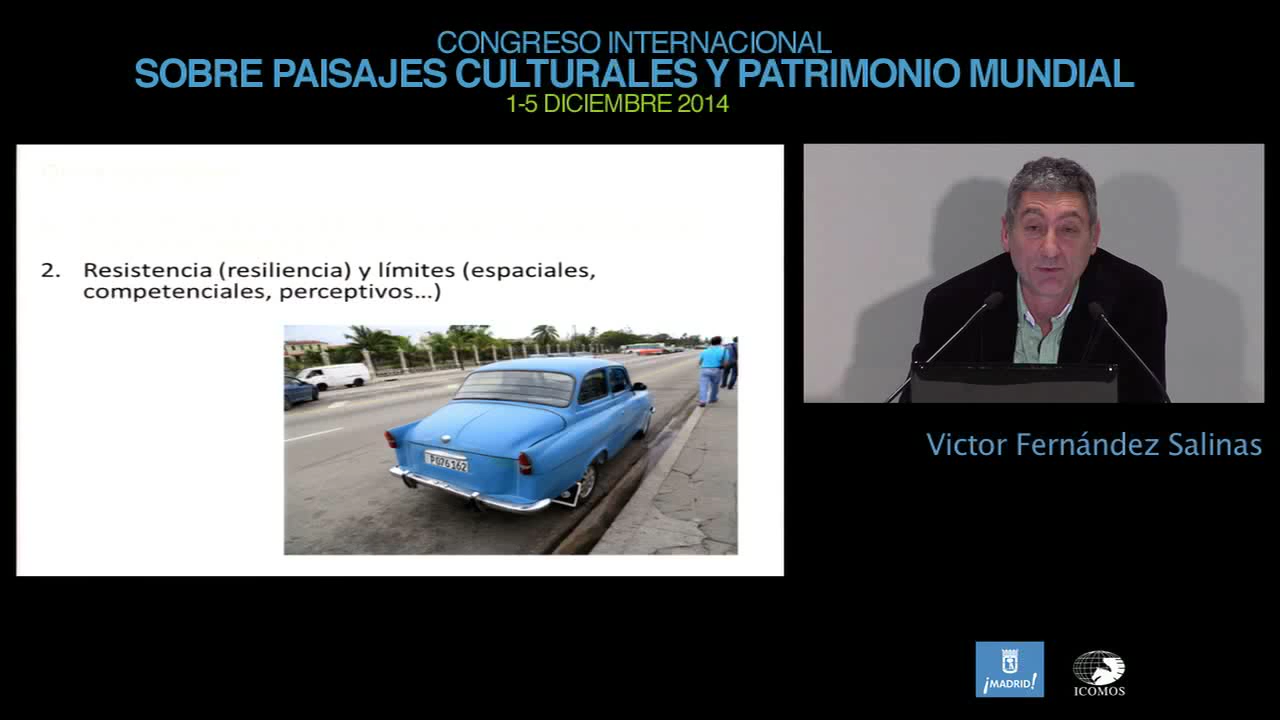 CONGRESO INTERNACIONAL
SOBRE PAISAJES CULTURALES Y PATRIMONIO MUNDIAL
1-5 DICIEMBRE 2014
2. Resistencia (resiliencia) y límites (espaciales,
competenciales, perceptivos...)
P076162
Victor Fernández Salinas
¡MADRID!
ICOMOS